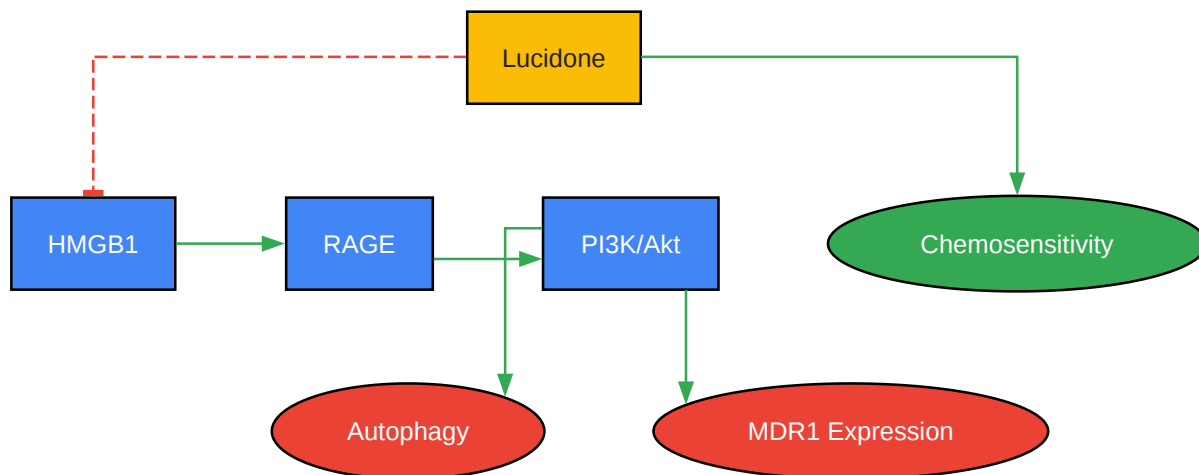 Lucidone
HMGB1
RAGE
PI3K/Akt
Chemosensitivity
Autophagy
MDR1 Expression